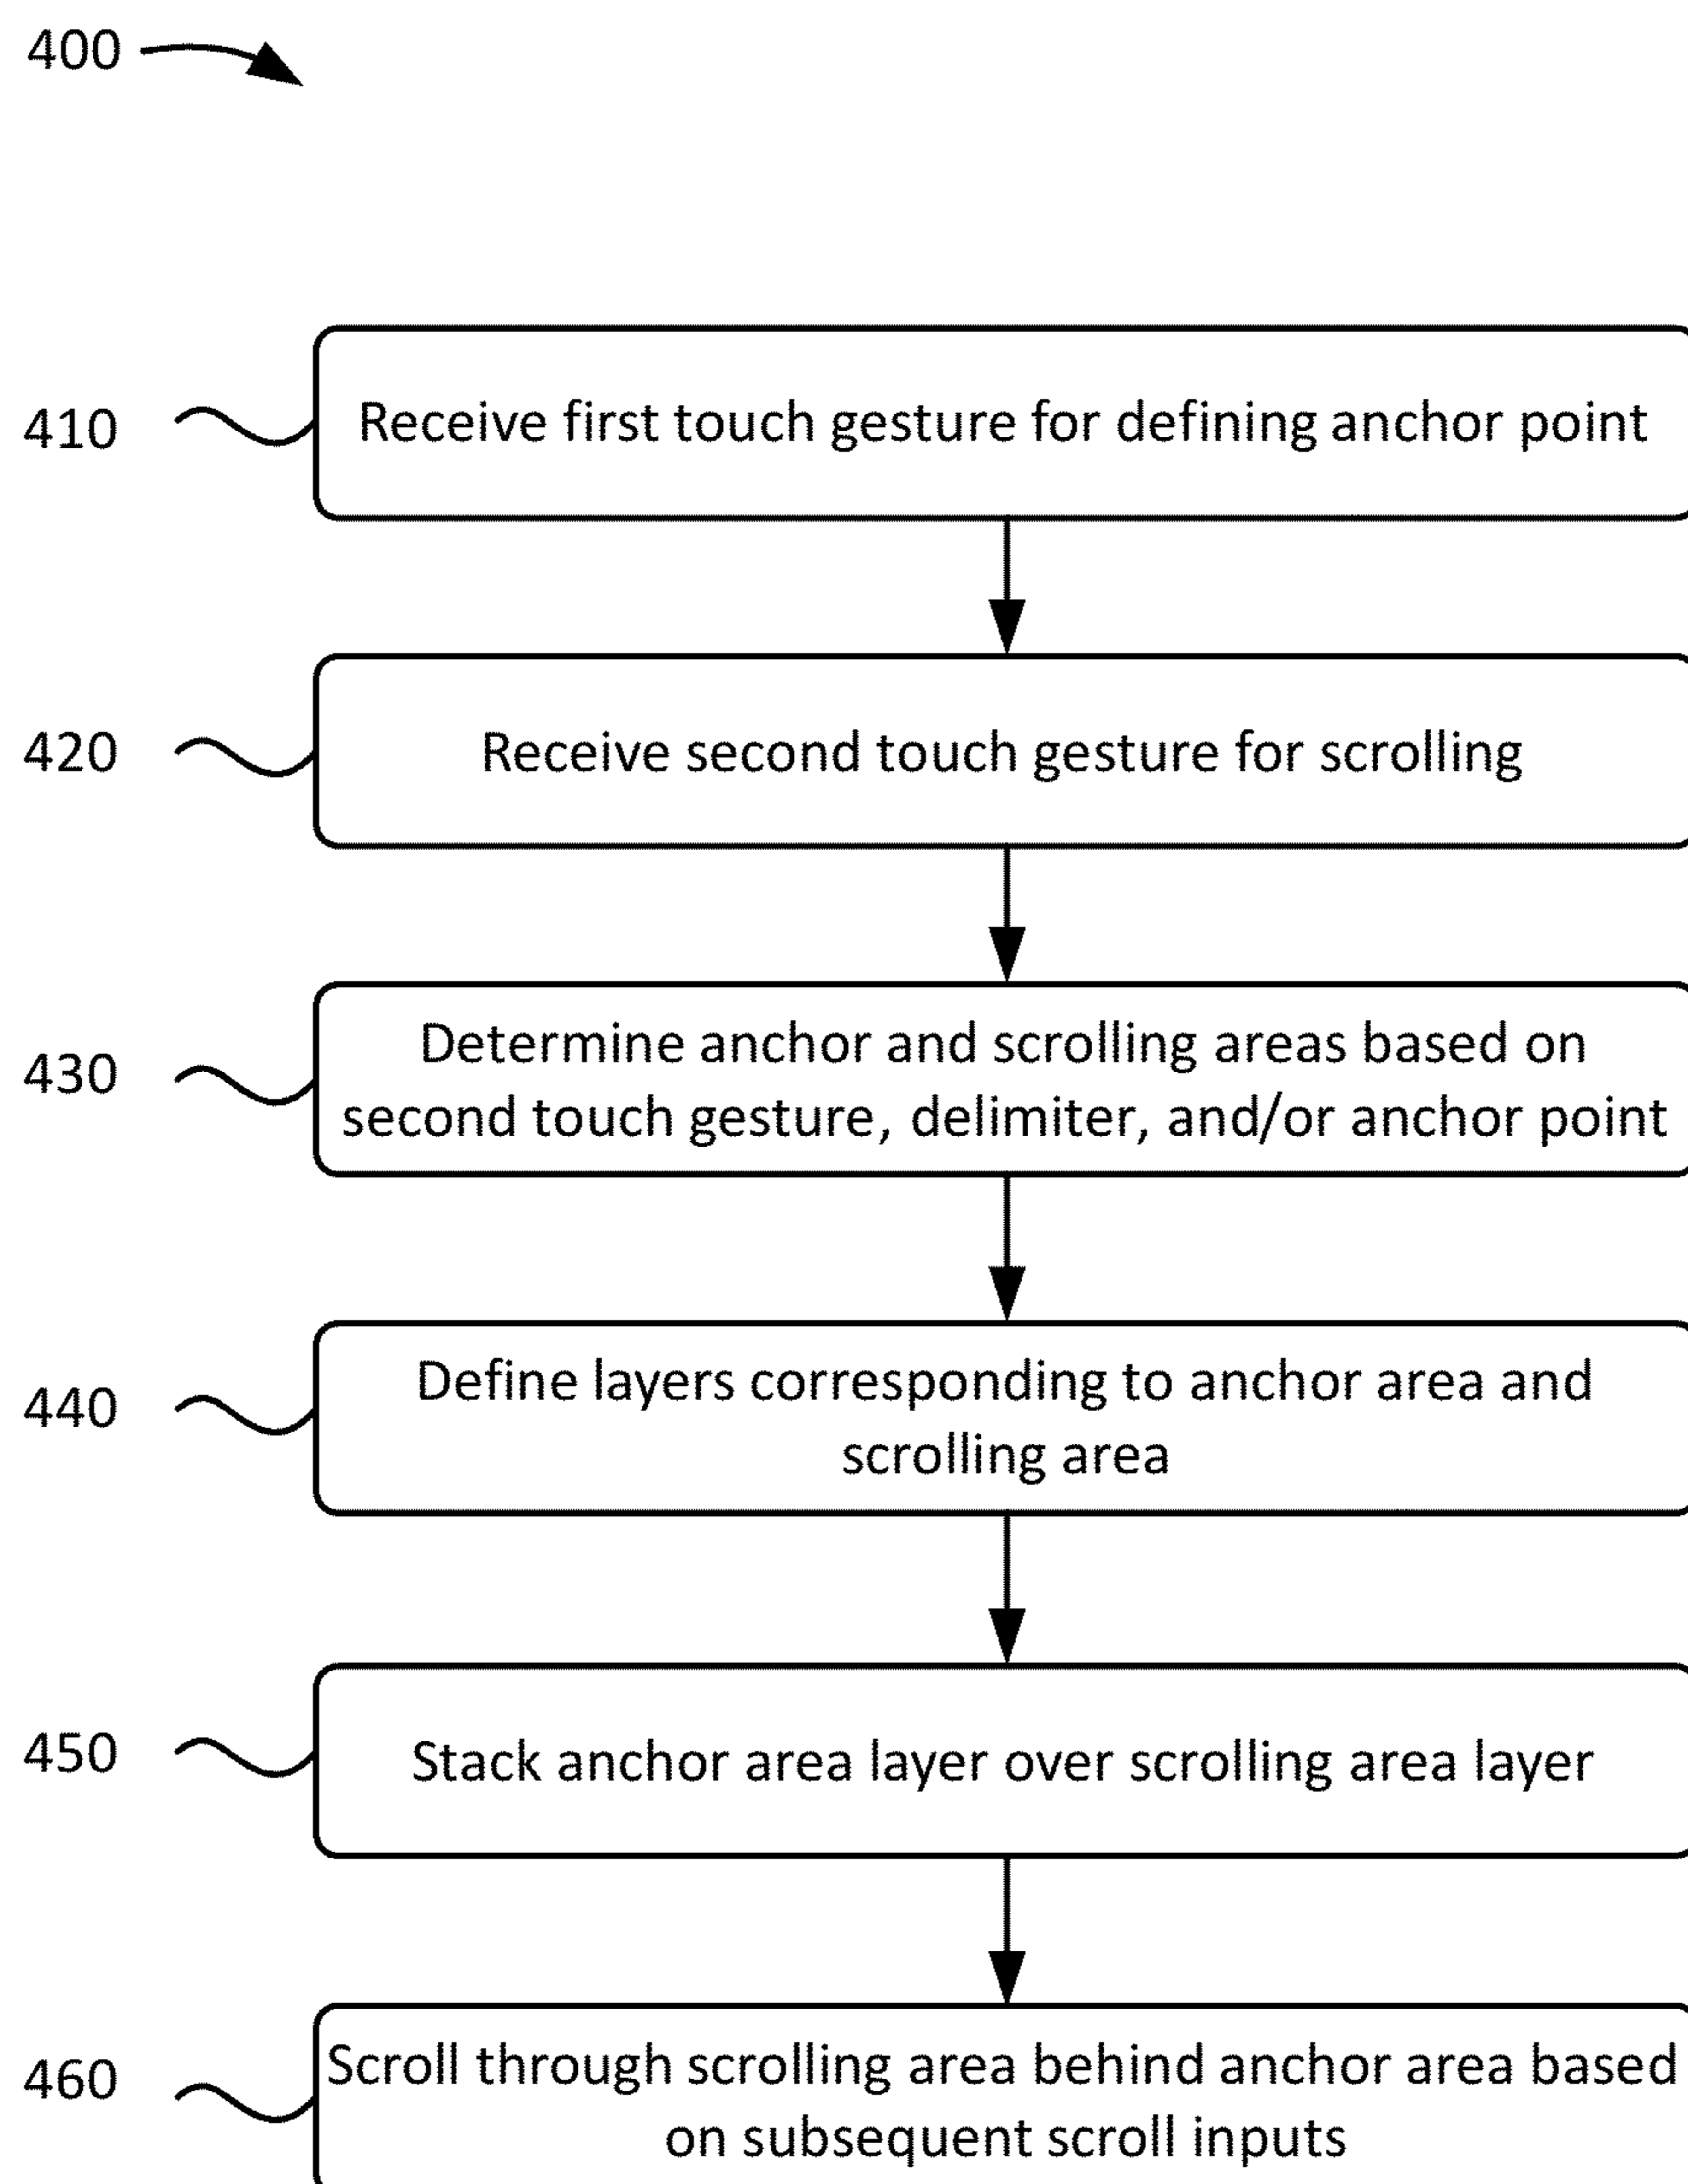 400
410
Receive first touch gesture for defining anchor point
420
Receive second touch gesture for scrolling
430
Determine anchor and scrolling areas based on
second touch gesture, delimiter, and/or anchor point
440
Define layers corresponding to anchor area and
scrolling area
450
Stack anchor area layer over scrolling area layer
460
Scroll through scrolling area behind anchor area based
on subsequent scroll inputs